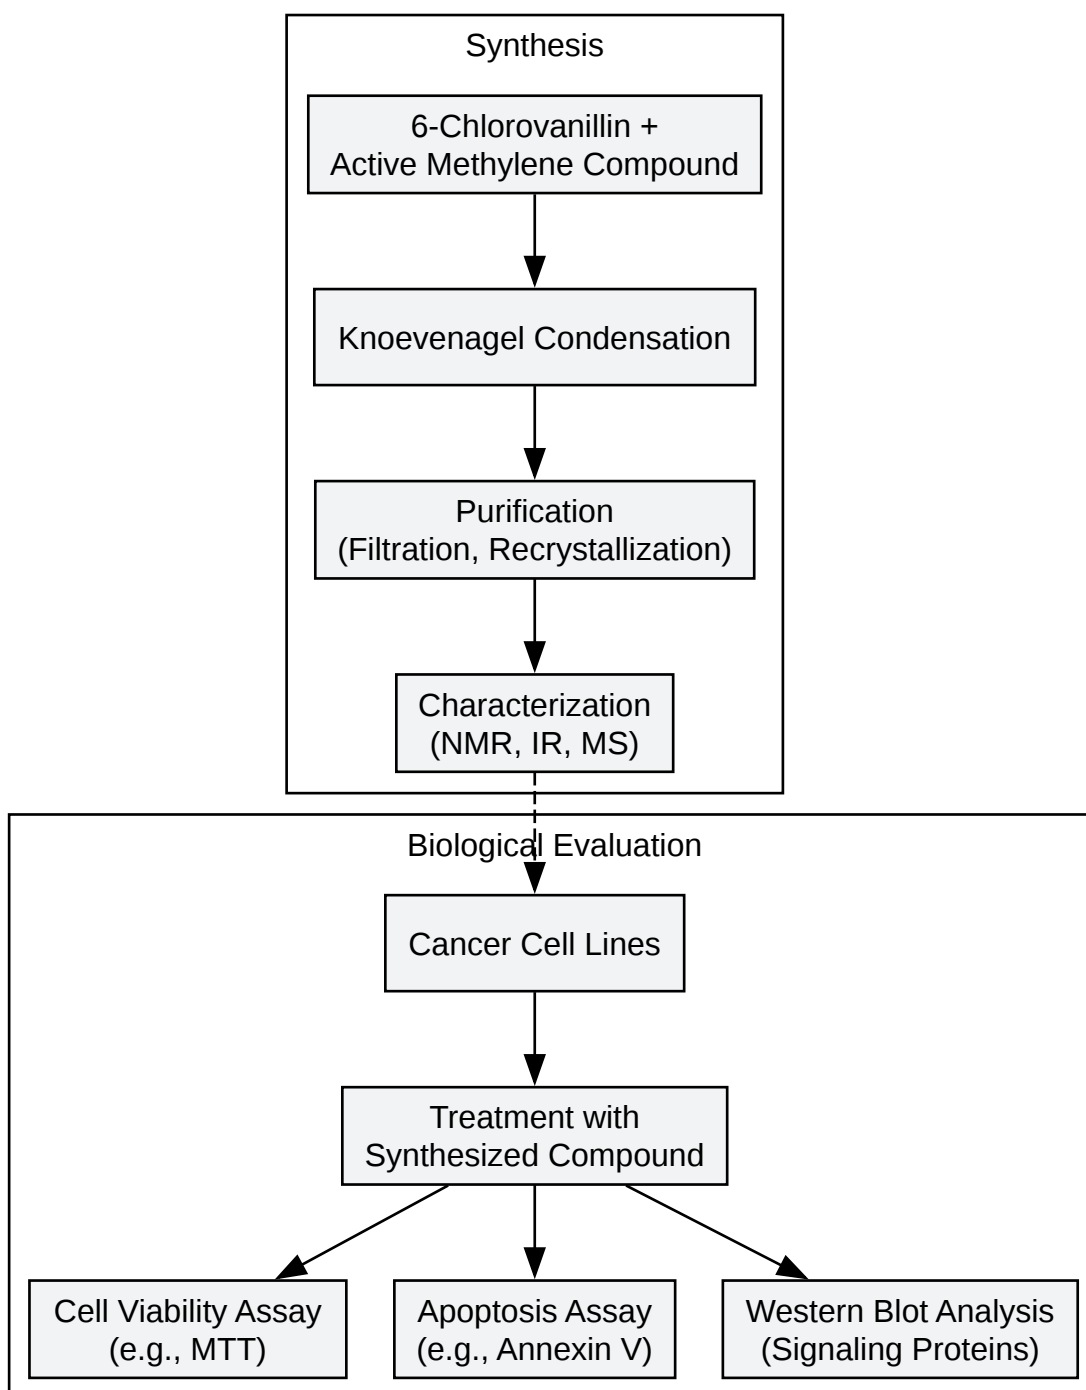 Synthesis
6-Chlorovanillin +
Active Methylene Compound
Knoevenagel Condensation
Purification
(Filtration, Recrystallization)
Characterization
(NMR, IR, MS)
Biological Evaluation
Cancer Cell Lines
Treatment with
Synthesized Compound
Cell Viability Assay
(e.g., MTT)
Apoptosis Assay
(e.g., Annexin V)
Western Blot Analysis
(Signaling Proteins)